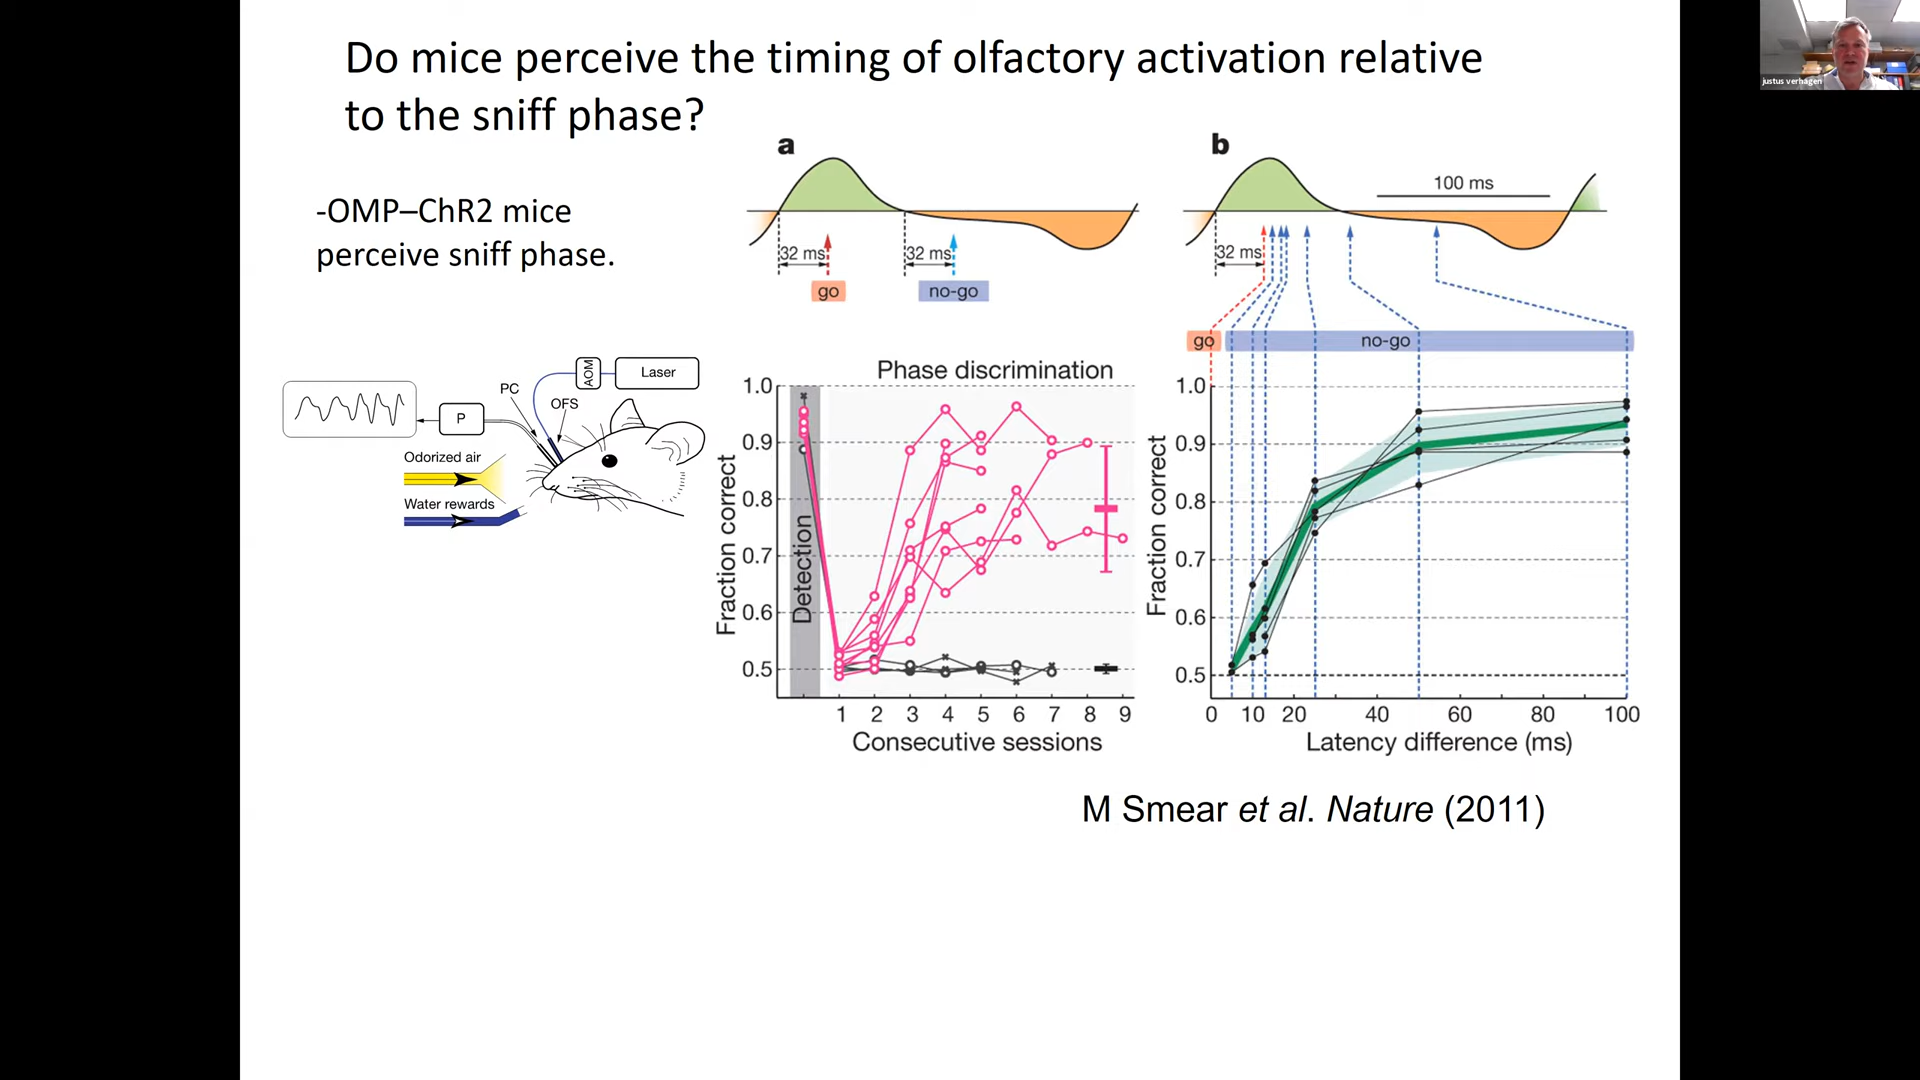 Do mice perceive the timing of olfactory activation relative
to the sniff phase?
justus verhagen
-OMP–ChR2 mice
perceive sniff phase.
a
32 ms
32 ms
go
no-go
b
100 ms
32 ms
go
no-go
PC
OFS
AOM
Laser
P
Odorized air
Water rewards
Phase discrimination
Fraction correct
1.0
0.9
0.8
0.7
0.6
0.5
Detection
1 2 3 4 5 6 7 8 9
Consecutive sessions
Fraction correct
1.0
0.9
0.8
0.7
0.6
0.5
0 10 20 40 60 80 100
Latency difference (ms)
M Smear et al. Nature (2011)